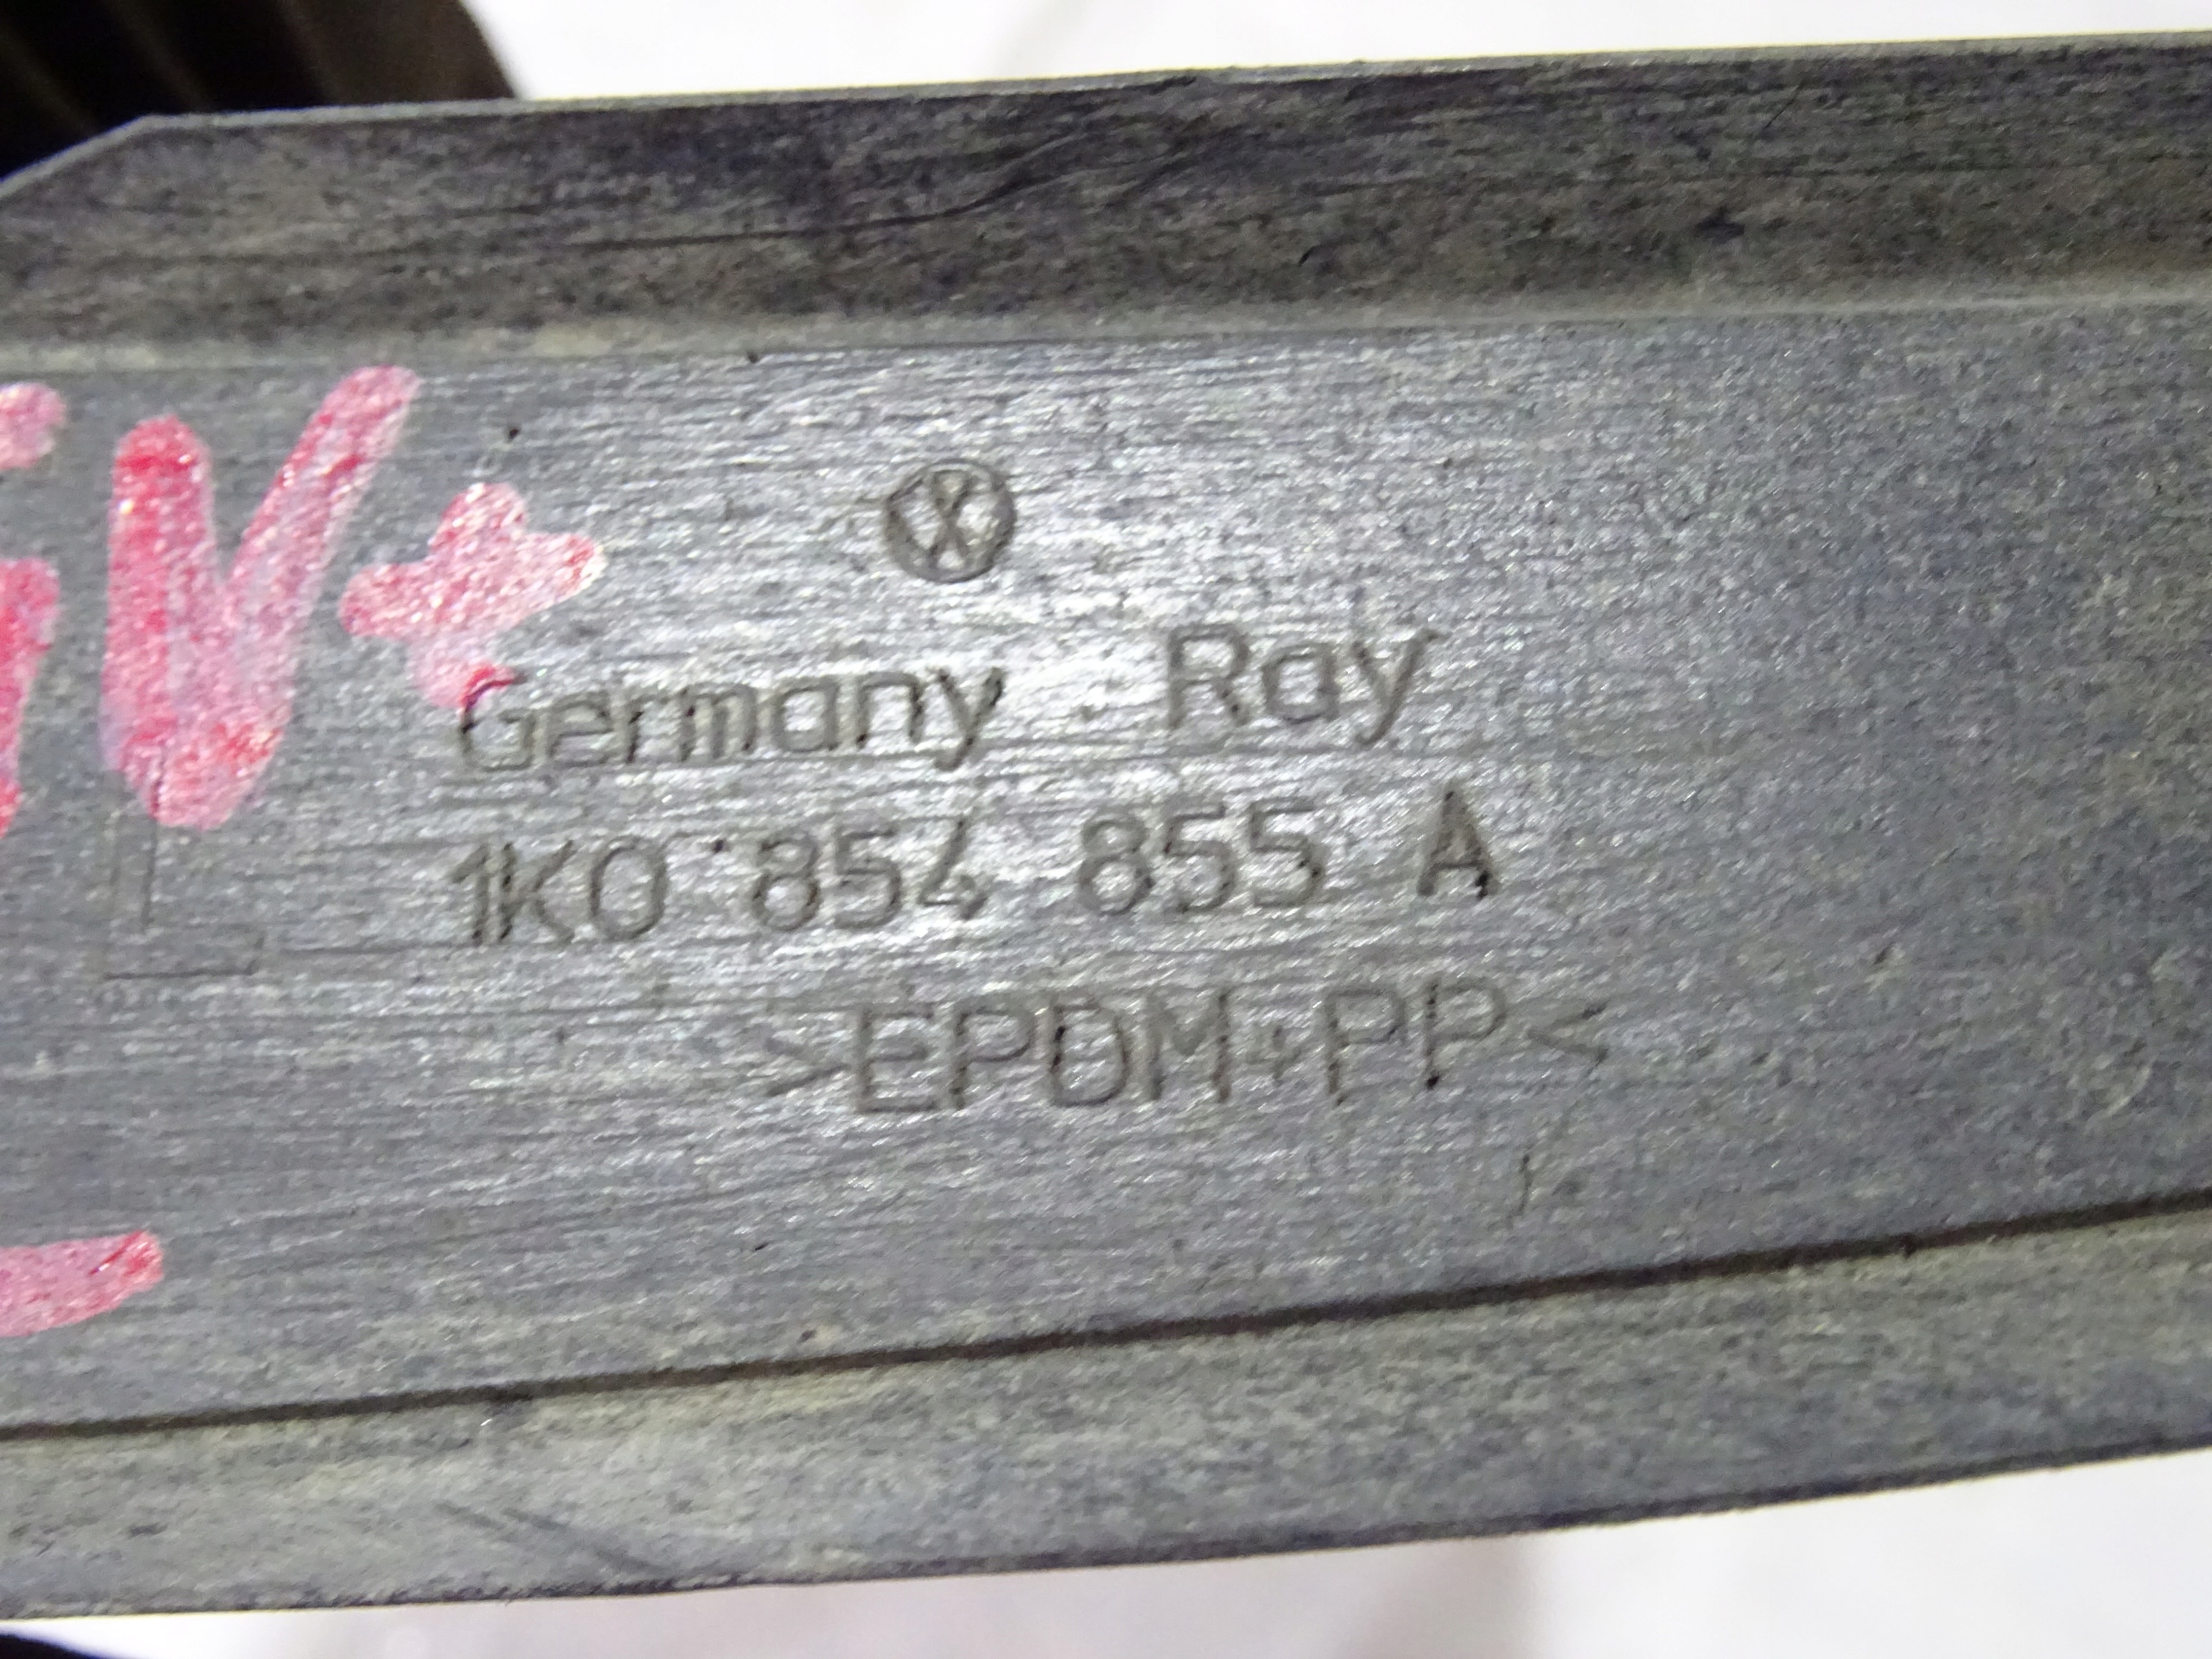 V+
Germany Ray
L
1K0 854 855 A
>EPDM+PP<